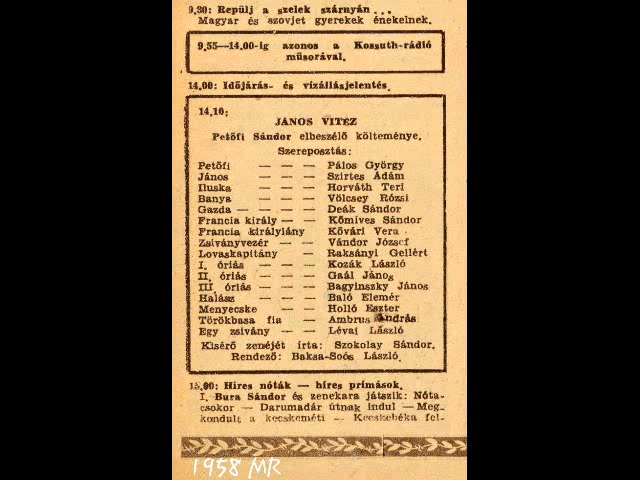 9,30: Repülj a szelek szárnyán...
Magyar és szovjet gyerekek énekelnek.
9,55—14.00-ig azonos a Kossuth-rádió
műsorával.
14.00: Időjárás- és vízállásjelentés.
14.10:
JÁNOS VITÉZ
Petőfi Sándor elbeszélő költeménye.
Szereposztás:
Petőfi — — — Pálos György
János — — — Szirtes Ádám
Iluska — — — Horváth Teri
Banya — — — Völcsey Rózsi
Gazda — — — — Deák Sándor
Francia király — — Kőmíves Sándor
Francia királylány Kővári Vera
Zsiványvezér — — Vándor József
Lovaskapitány — Raksányi Gellért
I. óriás — — — Kozák László
II. óriás — — — Gaál János
III óriás — — — Bagyinszky János
Halász — — — Baló Elemér
Menyecske — — Holló Eszter
Törökbasa fia — Ambrus András
Egy zsivány — — Lévai László
Kísérő zenéjét írta: Szokolay Sándor.
Rendező: Baksa-Soós László.
15.00: Híres nóták — híres prímások.
I. Bura Sándor és zenekara játszik: Nóta-
csokor — Darumadár útnak indul — Meg-
kondult a kecskeméti — Kecskebéka fel-
1958 MR